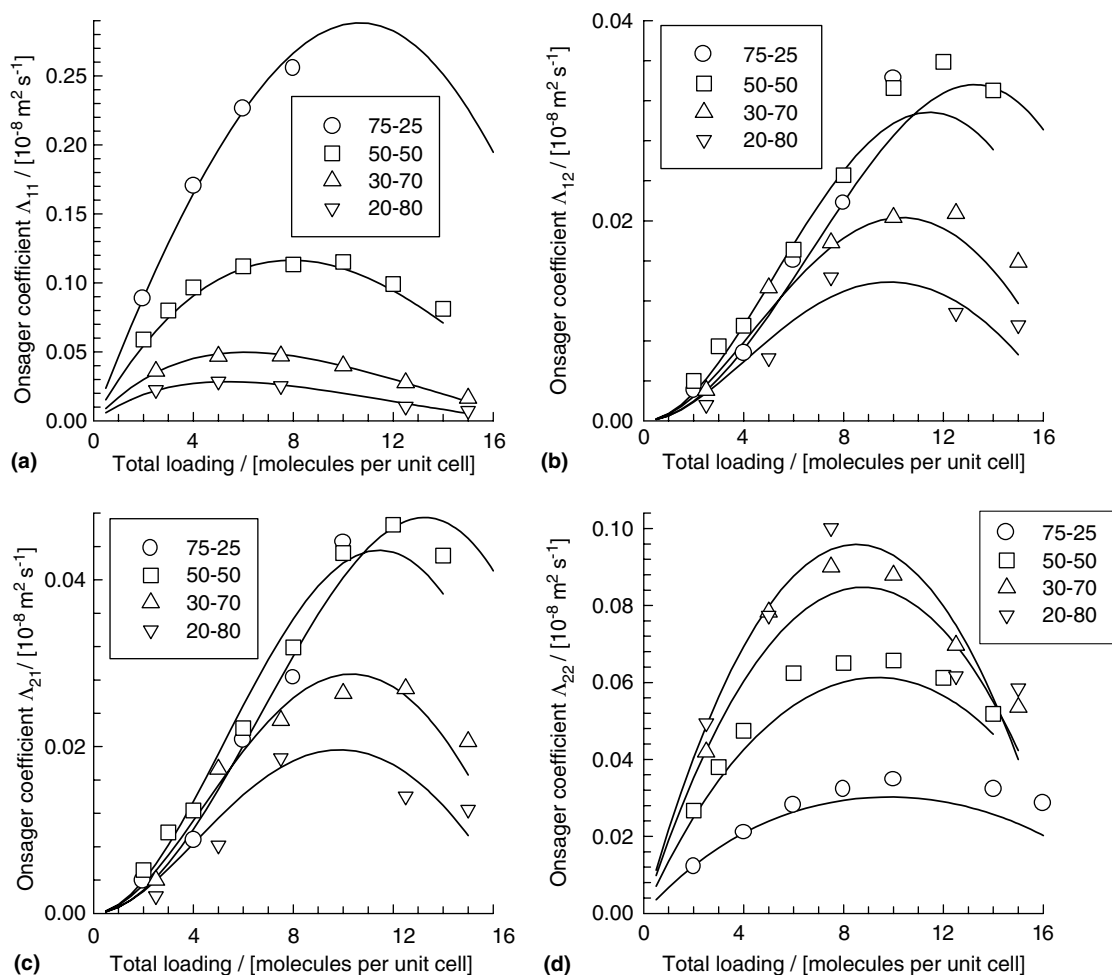 0.25
0.20
0.15
0.10
0.05
0.00
Onsager coefficient Λ11 / [10-8 m2 s-1]
75-25
50-50
30-70
20-80
0 4 8 12 16
(a) Total loading / [molecules per unit cell]
0.04
0.02
0.00
Onsager coefficient Λ12 / [10-8 m2 s-1]
75-25
50-50
30-70
20-80
0 4 8 12 16
(b) Total loading / [molecules per unit cell]
0.04
0.02
0.00
Onsager coefficient Λ21/ [10-8 m2 s-1]
75-25
50-50
30-70
20-80
0 4 8 12 16
(c) Total loading / [molecules per unit cell]
0.10
0.08
0.06
0.04
0.02
0.00
Onsager coefficient Λ22 / [10-8 m2 s-1]
75-25
50-50
30-70
20-80
0 4 8 12 16
(d) Total loading / [molecules per unit cell]